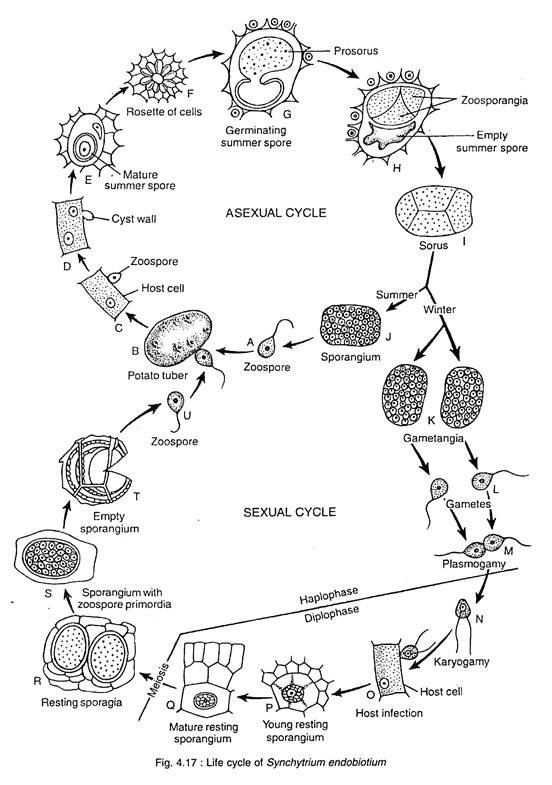 Prosorus
F
Rosette of cells
G
Germinating
summer spore
Zoosporangia
Empty
summer spore
H
E
Mature
summer spore
ASEXUAL CYCLE
Cyst wall
D
Sorus
I
Zoospore
Host cell
C
Summer
Winter
B
Potato tuber
A
Zoospore
J
Sporangium
U
Zoospore
K
Gametangia
T
Empty
sporangium
L
Gametes
SEXUAL CYCLE
M
Plasmogamy
S
Sporangium with
zoospore primordia
Haplophase
Diplophase
N
Karyogamy
R
Resting sporagia
Meiosis
Q
Mature resting
sporangium
P
Young resting
sporangium
O
Host cell
Host infection
Fig. 4.17 : Life cycle of Synchytrium endobiotium